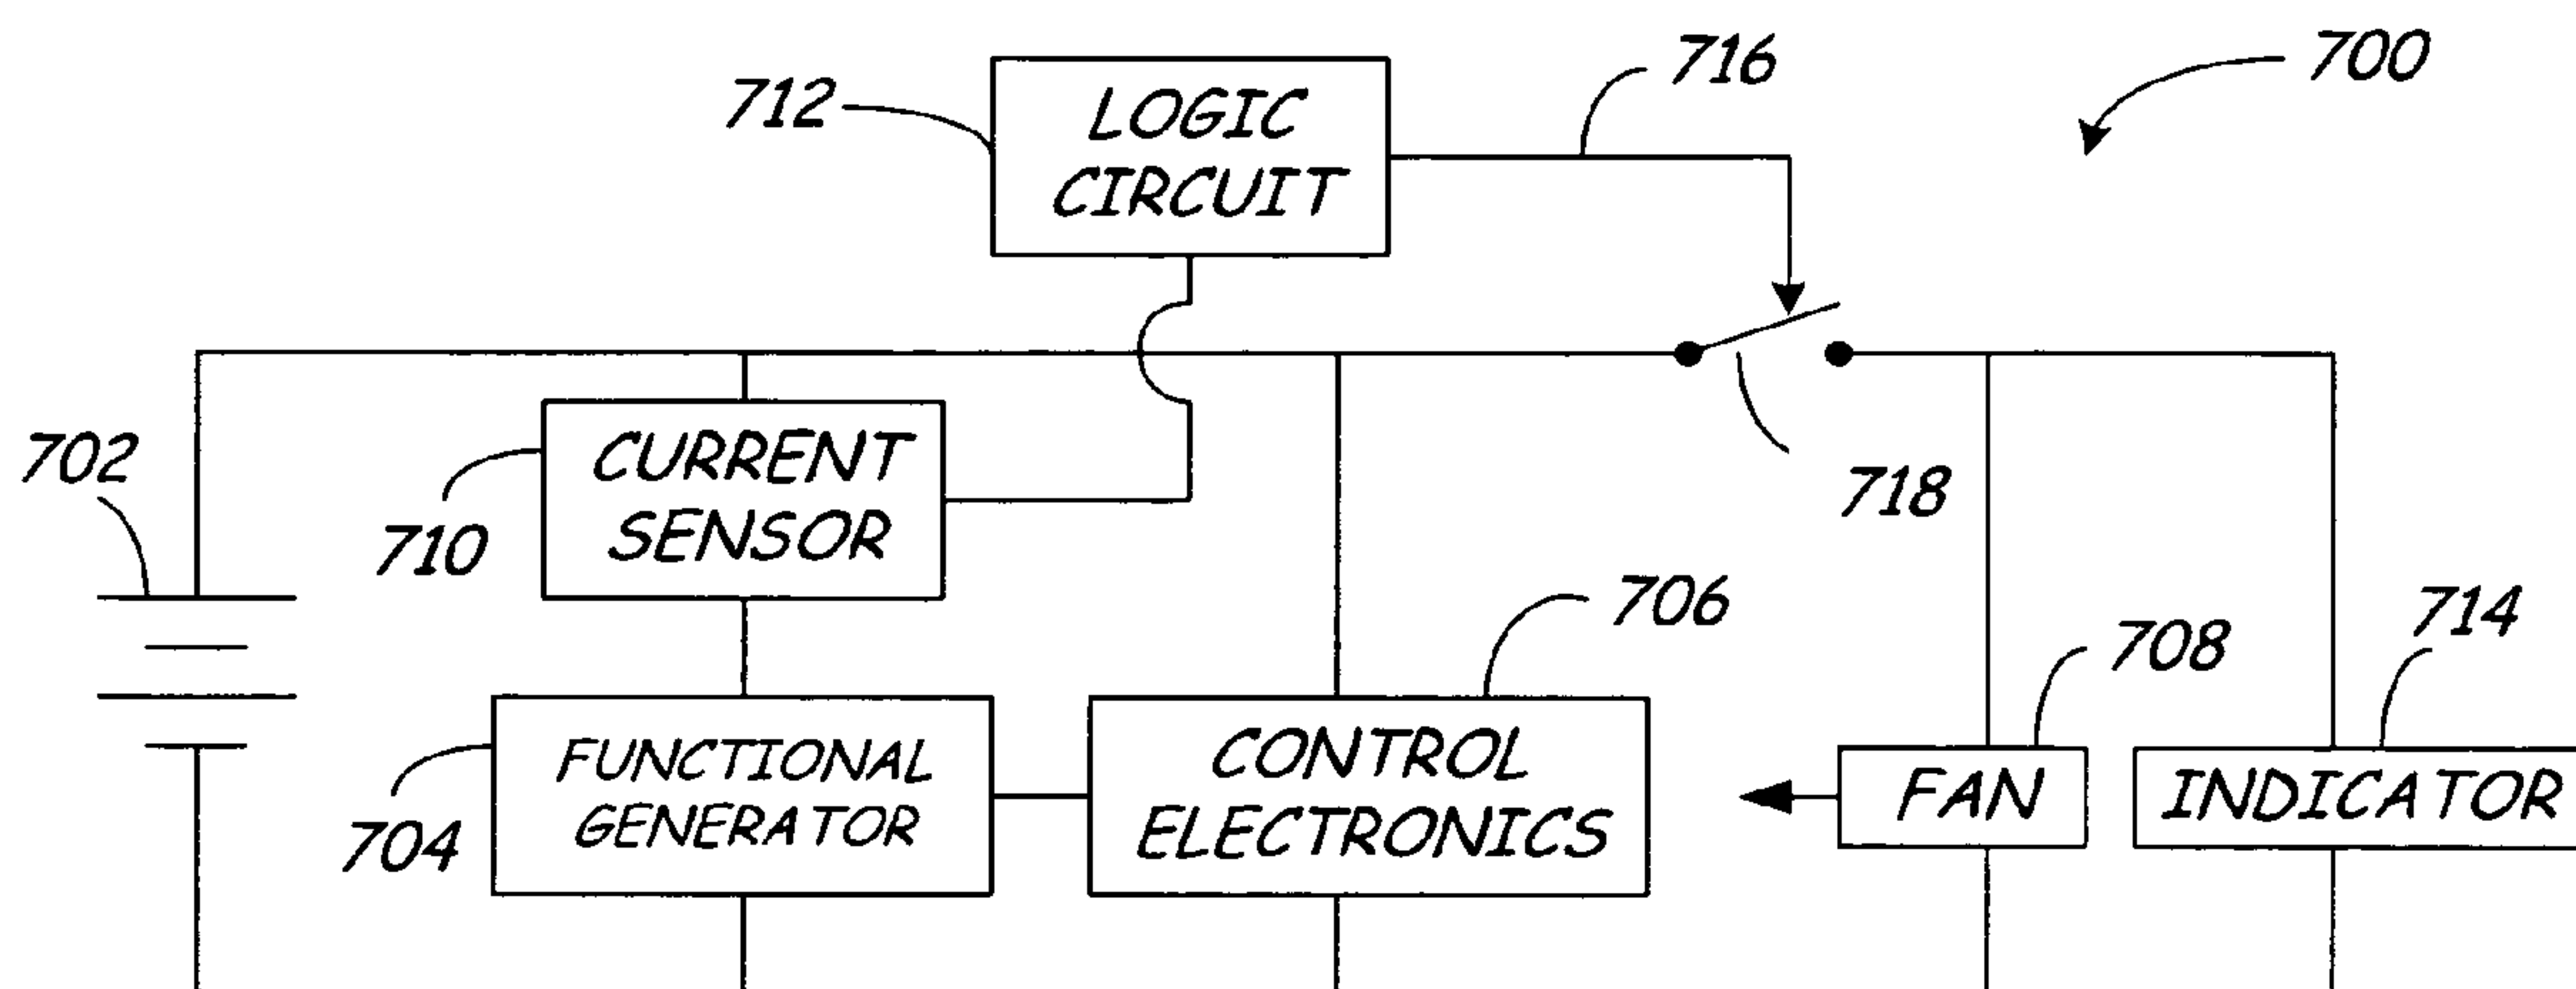 700
716
712
LOGIC
CIRCUIT
702
CURRENT
SENSOR
710
718
706
714
708
FUNCTIONAL
GENERATOR
704
CONTROL
ELECTRONICS
FAN
INDICATOR